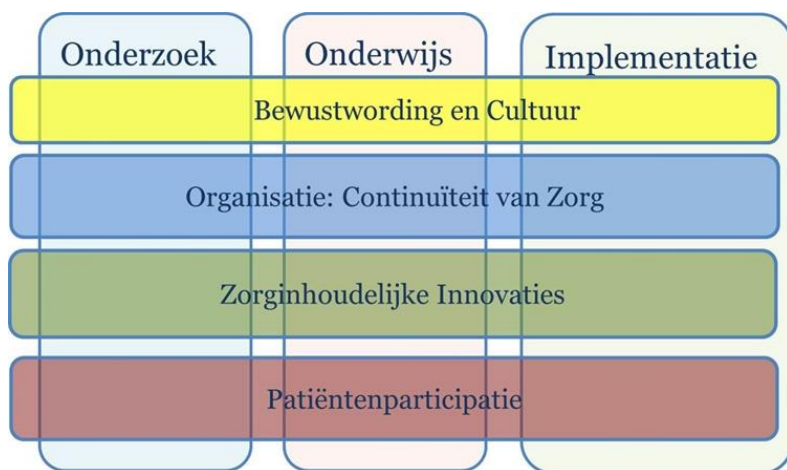 Onderzoek
Onderwijs
Implementatie
Bewustwording en Cultuur
Organisatie: Continuïteit van Zorg
Zorginhoudelijke Innovaties
Patiëntenparticipatie